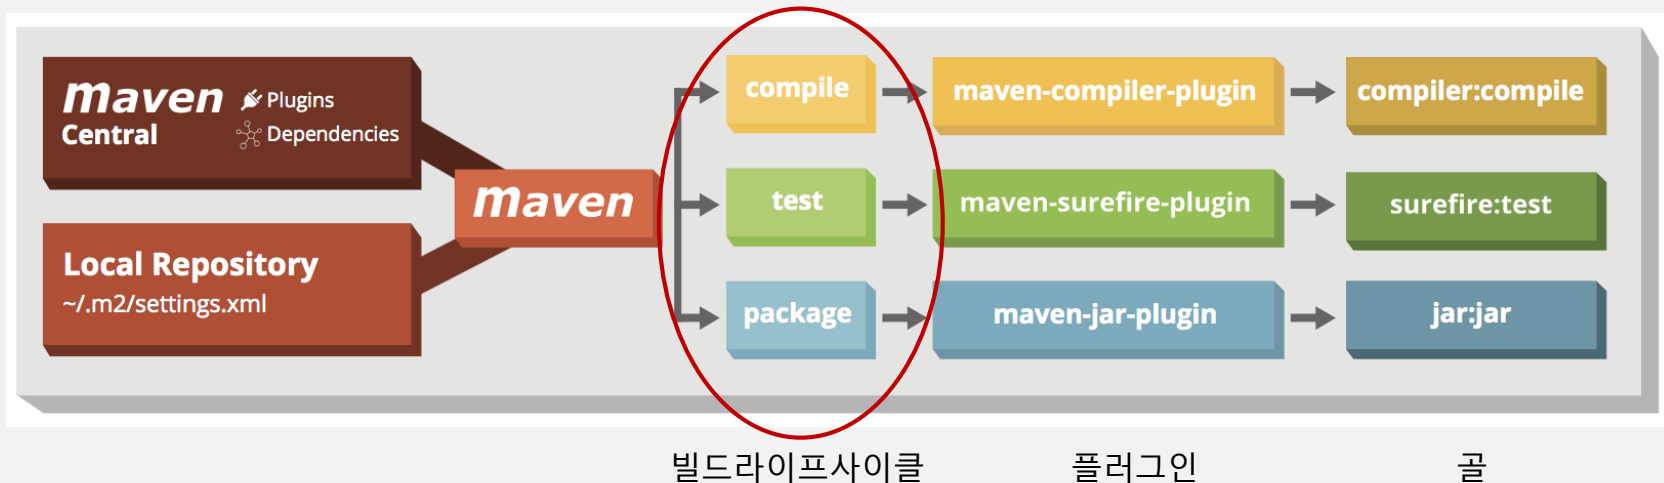 maven
Central
Plugins
Dependencies
Local Repository
~/.m2/settings.xml
maven
compile
maven-compiler-plugin
compiler:compile
test
maven-surefire-plugin
surefire:test
package
maven-jar-plugin
jar:jar
빌드라이프사이클
플러그인
골